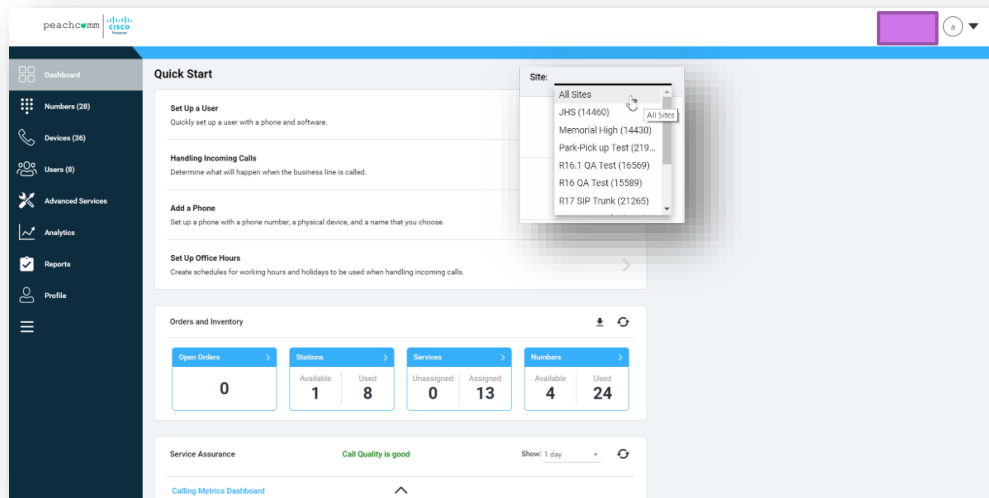 peachcomm
CISCO
Powered
a
Dashboard
Numbers (28)
Devices (36)
Users (8)
Advanced Services
Analytics
Reports
Profile
Quick Start
Set Up a User
Quickly set up a user with a phone and software.
Handling Incoming Calls
Determine what will happen when the business line is called.
Add a Phone
Set up a phone with a phone number, a physical device, and a name that you choose.
Set Up Office Hours
Create schedules for working hours and holidays to be used when handling incoming calls.
Site:
All Sites
JHS (14460)
All Sites
Memorial High (14430)
Park-Pick up Test (219...
R16.1 QA Test (16569)
R16 QA Test (15589)
R17 SIP Trunk (21265)
Orders and Inventory
Open Orders
0
Stations
Available Used
1 8
Services
Unassigned Assigned
0 13
Numbers
Available Used
4 24
Service Assurance
Call Quality is good
Show: 1 day
Calling Metrics Dashboard